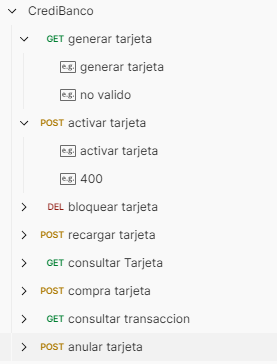 CrediBanco
GET generar tarjeta
e.g. generar tarjeta
e.g. no valido
POST activar tarjeta
e.g. activar tarjeta
e.g. 400
DEL bloquear tarjeta
POST recargar tarjeta
GET consultar Tarjeta
POST compra tarjeta
GET consultar transaccion
POST anular tarjeta